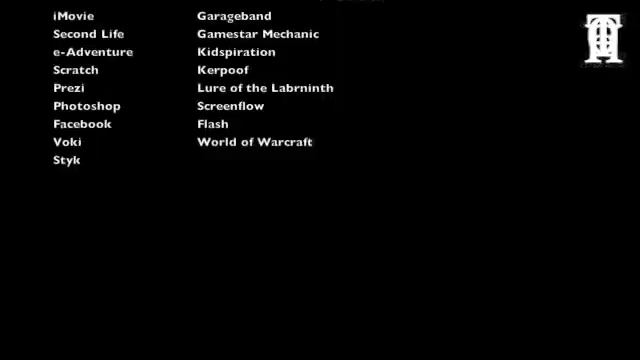 iMovie
Second Life
e-Adventure
Scratch
Prezi
Photoshop
Facebook
Voki
Styk
Garageband
Gamestar Mechanic
Kidspiration
Kerpoof
Lure of the Labrninth
Screenflow
Flash
World of Warcraft